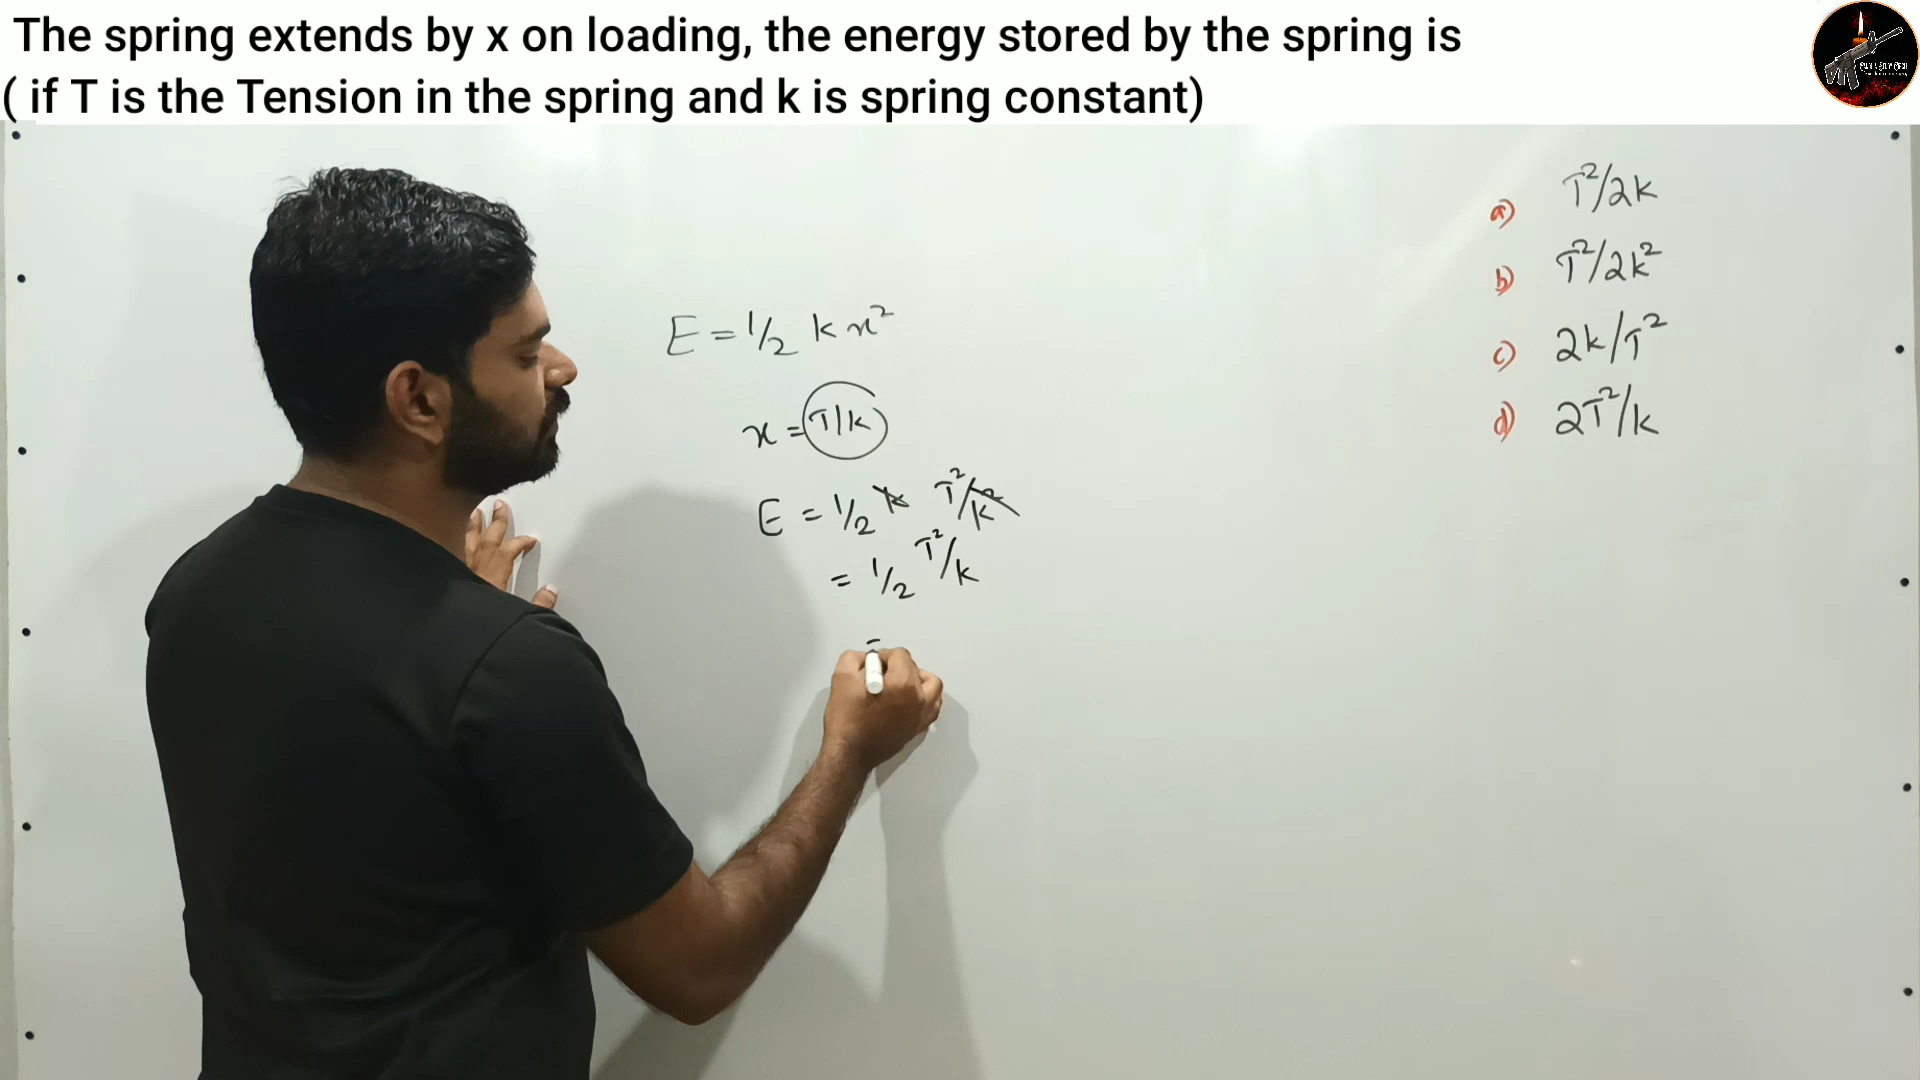 The spring extends by x on loading, the energy stored by the spring is
( if T is the Tension in the spring and k is spring constant)
E = 1/2 k x²
x = T/k
E = 1/2 k T²/k²
= 1/2 T²/k
=
a) T²/2k
b) T²/2k²
c) 2k/T²
d) 2T²/k